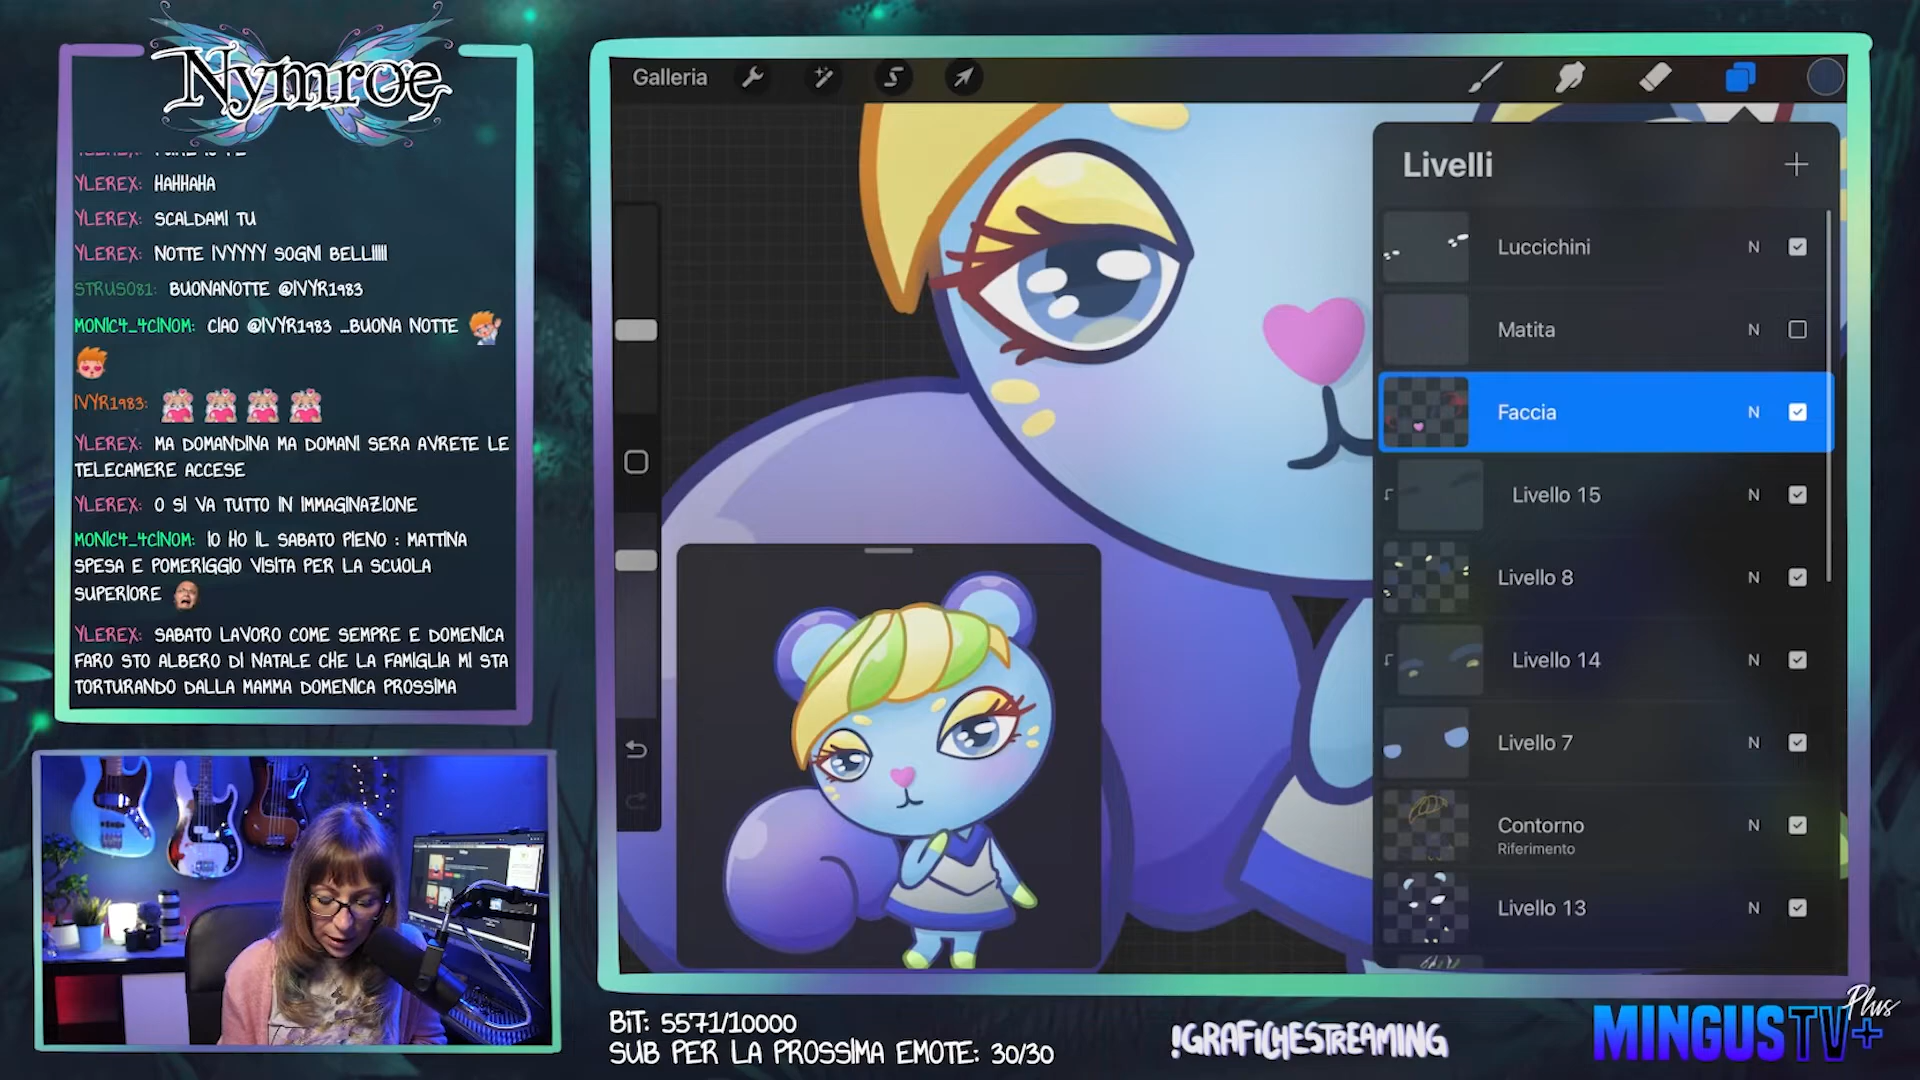 Nymroe
YLEREX: HAHHAHA
YLEREX: SCALDAMI TU
YLEREX: NOTTE IVYYYY SOGNI BELLIIIII
STRUSO81: BUONANOTTE @IVYR1983
MONIC4_4CINOM: CIAO @IVYR1983 _BUONA NOTTE
IVYR1983:
YLEREX: MA DOMANDINA MA DOMANI SERA AVRETE LE
TELECAMERE ACCESE
YLEREX: O SI VA TUTTO IN IMMAGINAZIONE
MONIC4_4CINOM: IO HO IL SABATO PIENO : MATTINA
SPESA E POMERIGGIO VISITA PER LA SCUOLA
SUPERIORE
YLEREX: SABATO LAVORO COME SEMPRE E DOMENICA
FARO STO ALBERO DI NATALE CHE LA FAMIGLIA MI STA
TORTURANDO DALLA MAMMA DOMENICA PROSSIMA
Galleria
Livelli
Luccichini N
Matita N
Faccia N
Livello 15 N
Livello 8 N
Livello 14 N
Livello 7 N
Contorno N
Riferimento
Livello 13 N
BIT: 5571/10000
SUB PER LA PROSSIMA EMOTE: 30/30
!GRAFICHESTREAMING
MINGUSTV+
Plus